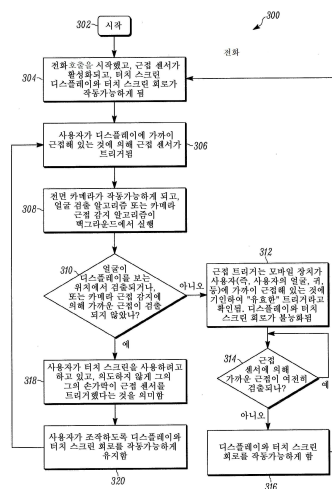 300
302
시작
전화
304
전화 호출을 시작했고, 근접 센서가
활성화되고, 터치 스크린
디스플레이와 터치 스크린 회로가
작동가능하게 됨
사용자가 디스플레이에 가까이
근접해 있는 것에 의해 근접 센서가
트리거됨
306
308
전면 카메라가 작동가능하게 되고,
얼굴 검출 알고리즘 또는 카메라
근접 감지 알고리즘이
백그라운드에서 실행
310
얼굴이
디스플레이를 보는
위치에서 검출되거나,
또는 카메라 근접 감지에
의해 가까운 근접이 검출
되지 않았나?
아니오
예
312
근접 트리거는 모바일 장치가
사용자(즉, 사용자의 얼굴, 귀,
등)에 가까이 근접해 있는 것에
기인하여 "유효한" 트리거라고
확인됨. 디스플레이와 터치
스크린 회로가 불능화됨
314
근접
센서에 의해
가까운 근접이 여전히
검출되나?
예
아니오
318
사용자가 터치 스크린을 사용하려고
하고 있고, 의도하지 않게 그의
그의 손가락이 근접 센서를
트리거했다는 것을 의미함
사용자가 조작하도록 디스플레이와
터치 스크린 회로를 작동가능하게
유지함
320
디스플레이와 터치 스크린
회로를 작동가능하게 함
316